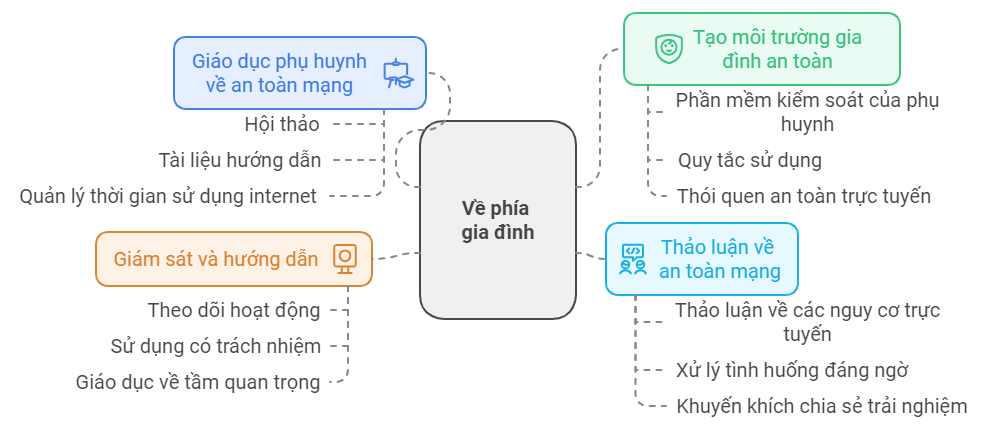 Giáo dục phụ huynh
về an toàn mạng
Hội thảo
Tài liệu hướng dẫn
Quản lý thời gian sử dụng internet
Giám sát và hướng dẫn
Theo dõi hoạt động
Sử dụng có trách nhiệm
Giáo dục về tầm quan trọng
Về phía
gia đình
Tạo môi trường gia
đình an toàn
Phần mềm kiểm soát của phụ
huynh
Quy tắc sử dụng
Thói quen an toàn trực tuyến
Thảo luận về
an toàn mạng
Thảo luận về các nguy cơ trực
tuyến
Xử lý tình huống đáng ngờ
Khuyến khích chia sẻ trải nghiệm